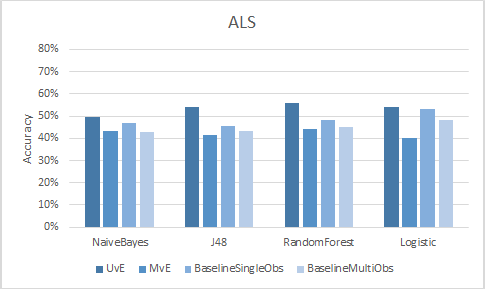 ALS
80%
70%
60%
50%
40%
30%
20%
10%
0%
Accuracy
NaiveBayes J48 RandomForest Logistic
UvE MvE BaselineSingleObs BaselineMultiObs